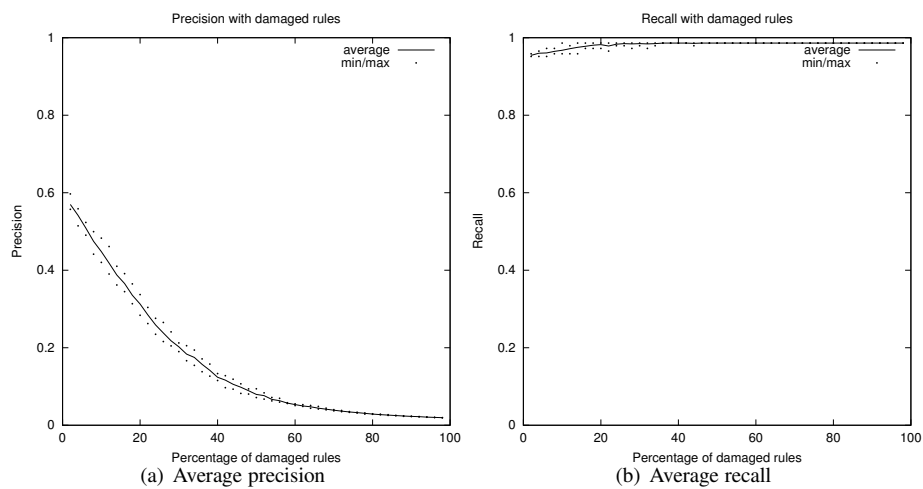 Precision with damaged rules
1
average
min/max
0.8
0.6
Precision
0.4
0.2
0
0 20 40 60 80 100
Percentage of damaged rules
(a) Average precision
Recall with damaged rules
1
average
min/max
0.8
0.6
Recall
0.4
0.2
0
0 20 40 60 80 100
Percentage of damaged rules
(b) Average recall